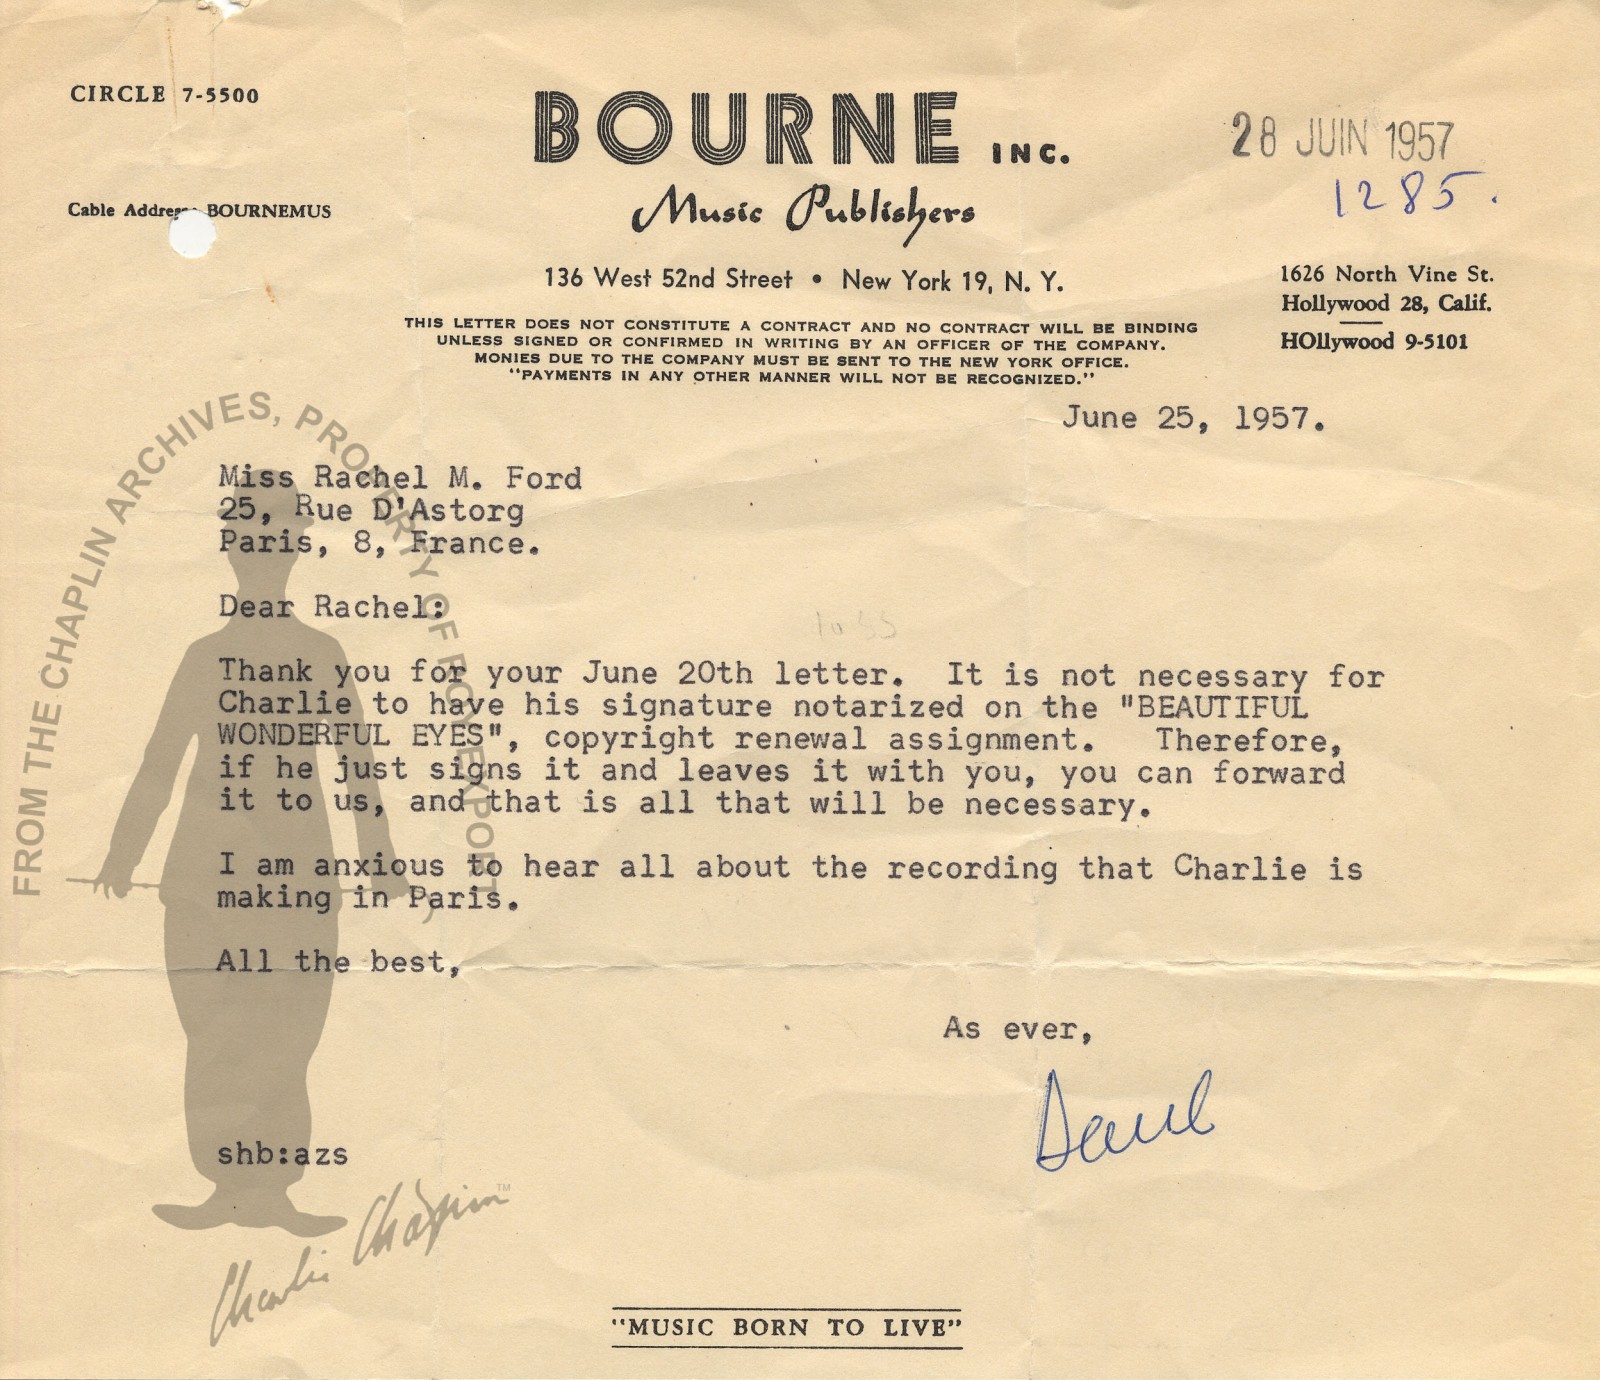 CIRCLE 7-5500
BOURNE INC.
28 JUIN 1957
1285.
Cable Address BOURNEMUS
Music Publishers
136 West 52nd Street • New York 19, N. Y.
1626 North Vine St.
Hollywood 28, Calif.
HOllywood 9-5101
THIS LETTER DOES NOT CONSTITUTE A CONTRACT AND NO CONTRACT WILL BE BINDING
UNLESS SIGNED OR CONFIRMED IN WRITING BY AN OFFICER OF THE COMPANY.
MONIES DUE TO THE COMPANY MUST BE SENT TO THE NEW YORK OFFICE.
"PAYMENTS IN ANY OTHER MANNER WILL NOT BE RECOGNIZED."
June 25, 1957.
Miss Rachel M. Ford
25, Rue D'Astorg
Paris, 8, France.
Dear Rachel:
Thank you for your June 20th letter. It is not necessary for
Charlie to have his signature notarized on the "BEAUTIFUL
WONDERFUL EYES", copyright renewal assignment. Therefore,
if he just signs it and leaves it with you, you can forward
it to us, and that is all that will be necessary.
I am anxious to hear all about the recording that Charlie is
making in Paris.
All the best,
As ever,
shb:azs
"MUSIC BORN TO LIVE"
FROM THE CHAPLIN ARCHIVES, PROPERTY OF ROY EXPORT
Charlie Chaplin™